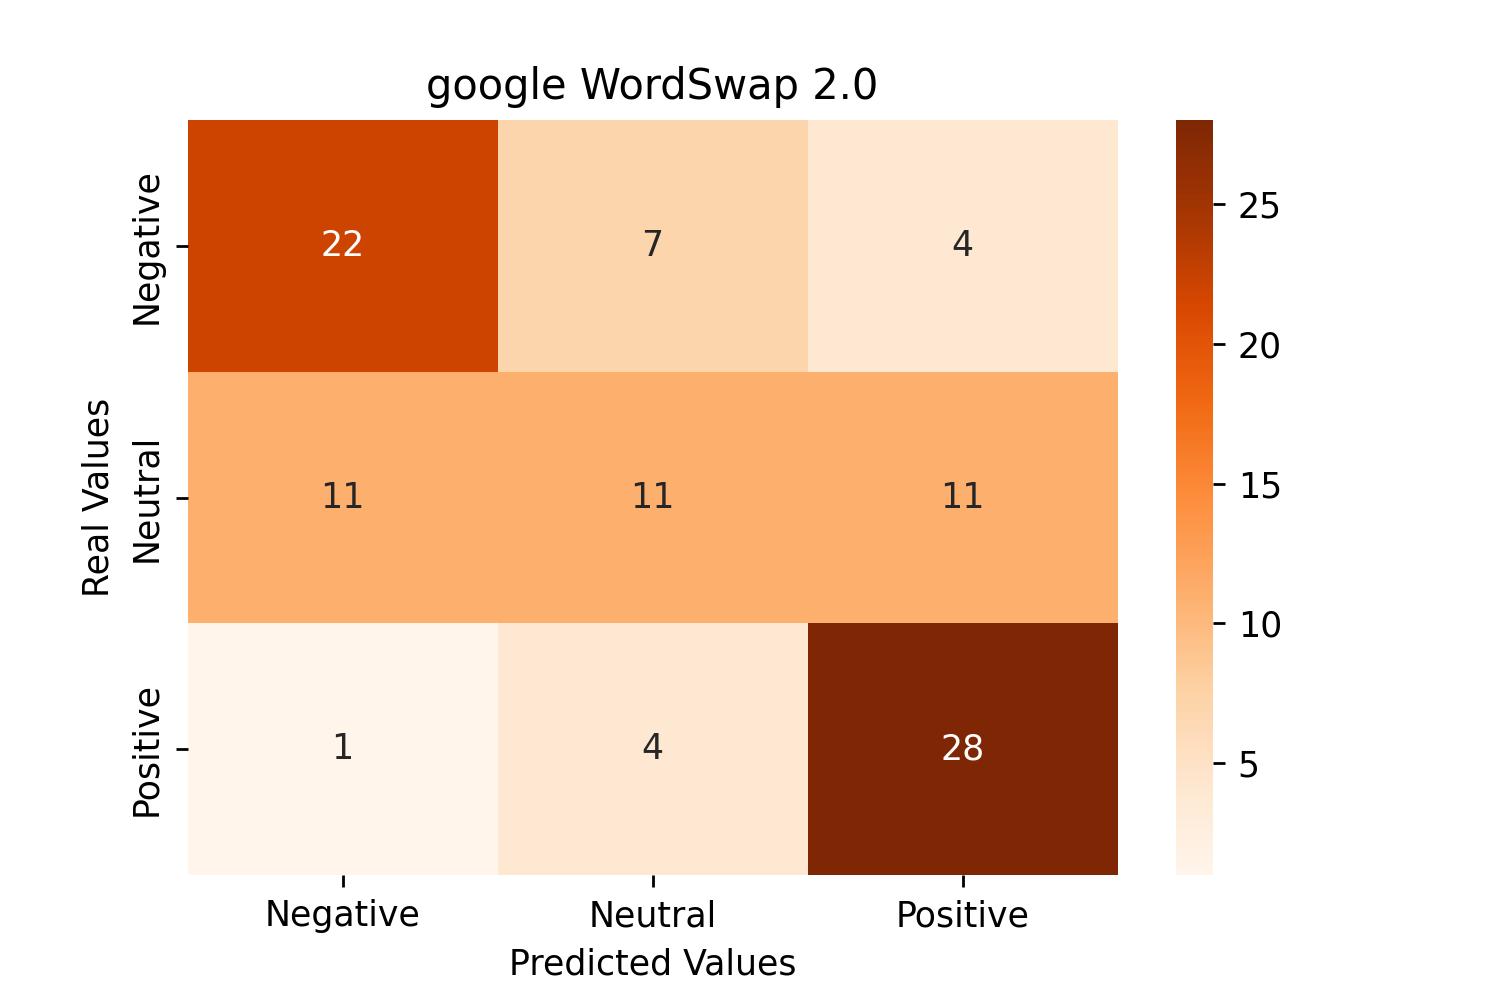 google WordSwap 2.0
Real Values
Negative
22
7
4
Neutral
11
11
11
Positive
1
4
28
Negative
Neutral
Positive
Predicted Values
25
20
15
10
5